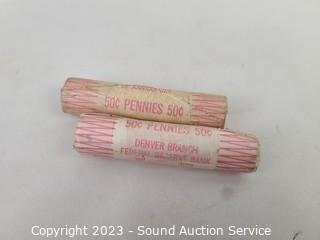 50¢ PENNIES 50¢
50¢ PENNIES 50¢
DENVER BRANCH
FEDERAL RESERVE BANK
Copyright 2023 - Sound Auction Service